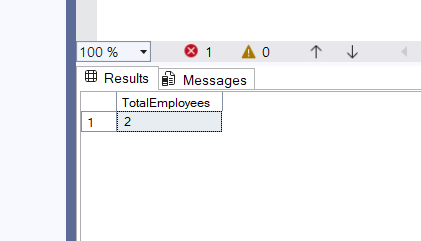 100 % 1 0
Results Messages
TotalEmployees
1 2